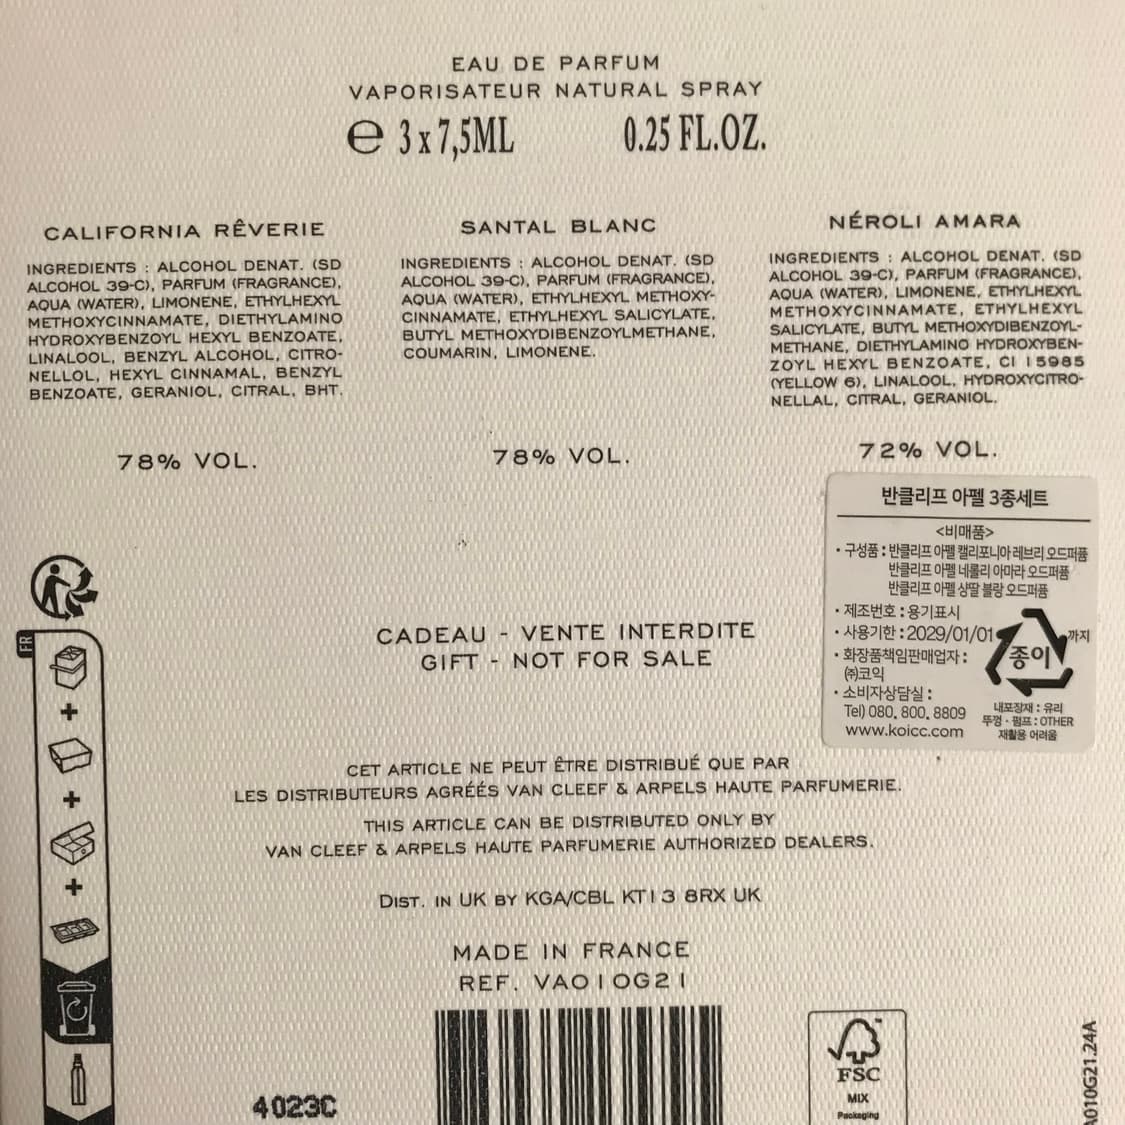 EAU DE PARFUM
VAPORISATEUR NATURAL SPRAY
℮ 3 x 7,5ML 0.25 FL.OZ.
CALIFORNIA RÊVERIE
INGREDIENTS : ALCOHOL DENAT. (SD
ALCOHOL 39-C), PARFUM (FRAGRANCE),
AQUA (WATER), LIMONENE, ETHYLHEXYL
METHOXYCINNAMATE, DIETHYLAMINO
HYDROXYBENZOYL HEXYL BENZOATE,
LINALOOL, BENZYL ALCOHOL, CITRO-
NELLOL, HEXYL CINNAMAL, BENZYL
BENZOATE, GERANIOL, CITRAL, BHT.
78% VOL.
SANTAL BLANC
INGREDIENTS : ALCOHOL DENAT. (SD
ALCOHOL 39-C), PARFUM (FRAGRANCE),
AQUA (WATER), ETHYLHEXYL METHOXY-
CINNAMATE, ETHYLHEXYL SALICYLATE,
BUTYL METHOXYDIBENZOYLMETHANE,
COUMARIN, LIMONENE.
78% VOL.
NÉROLI AMARA
INGREDIENTS : ALCOHOL DENAT. (SD
ALCOHOL 39-C), PARFUM (FRAGRANCE),
AQUA (WATER), LIMONENE, ETHYLHEXYL
METHOXYCINNAMATE, ETHYLHEXYL
SALICYLATE, BUTYL METHOXYDIBENZOYL-
METHANE, DIETHYLAMINO HYDROXYBEN-
ZOYL HEXYL BENZOATE, CI 15985
(YELLOW 6), LINALOOL, HYDROXYCITRO-
NELLAL, CITRAL, GERANIOL.
72% VOL.
반클리프 아펠 3종세트
<비매품>
• 구성품 : 반클리프 아펠 캘리포니아 레브리 오드퍼퓸
반클리프 아펠 네롤리 아마라 오드퍼퓸
반클리프 아펠 상딸 블랑 오드퍼퓸
• 제조번호 : 용기표시
• 사용기한 : 2029/01/01 까지
• 화장품책임판매업자 :
㈜코익
• 소비자상담실 :
Tel) 080. 800. 8809
www.koicc.com
종이
내포장재 : 유리
뚜껑 · 펌프 : OTHER
재활용 어려움
FR
CADEAU - VENTE INTERDITE
GIFT - NOT FOR SALE
CET ARTICLE NE PEUT ÊTRE DISTRIBUÉ QUE PAR
LES DISTRIBUTEURS AGRÉÉS VAN CLEEF & ARPELS HAUTE PARFUMERIE.
THIS ARTICLE CAN BE DISTRIBUTED ONLY BY
VAN CLEEF & ARPELS HAUTE PARFUMERIE AUTHORIZED DEALERS.
DIST. IN UK BY KGA/CBL KT13 8RX UK
MADE IN FRANCE
REF. VA010G21
4023C
FSC
MIX
Packaging
A010G21.24A